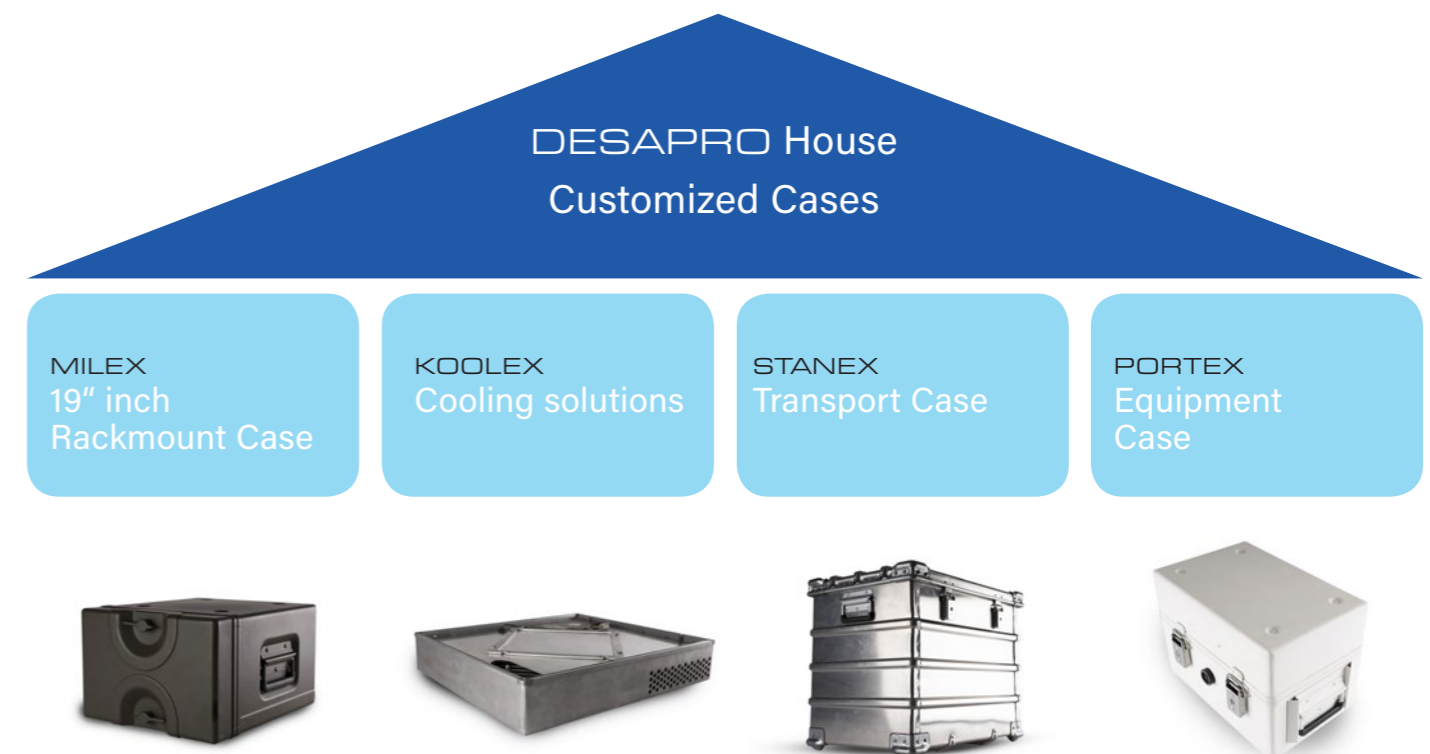 DESAPRO House
Customized Cases
MILEX
19" inch
Rackmount Case
KOOLEX
Cooling solutions
STANEX
Transport Case
PORTEX
Equipment
Case